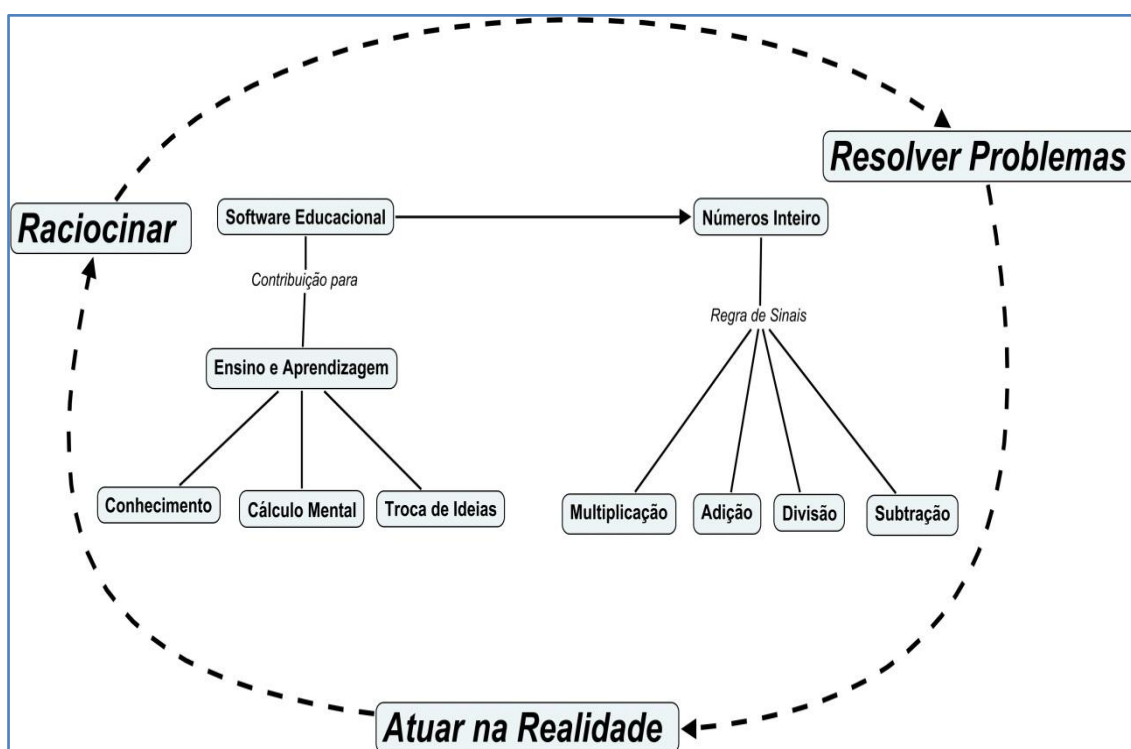 Resolver Problemas
Raciocinar
Software Educacional
Números Inteiro
Contribuição para
Regra de Sinais
Ensino e Aprendizagem
Conhecimento
Cálculo Mental
Troca de Ideias
Multiplicação
Adição
Divisão
Subtração
Atuar na Realidade